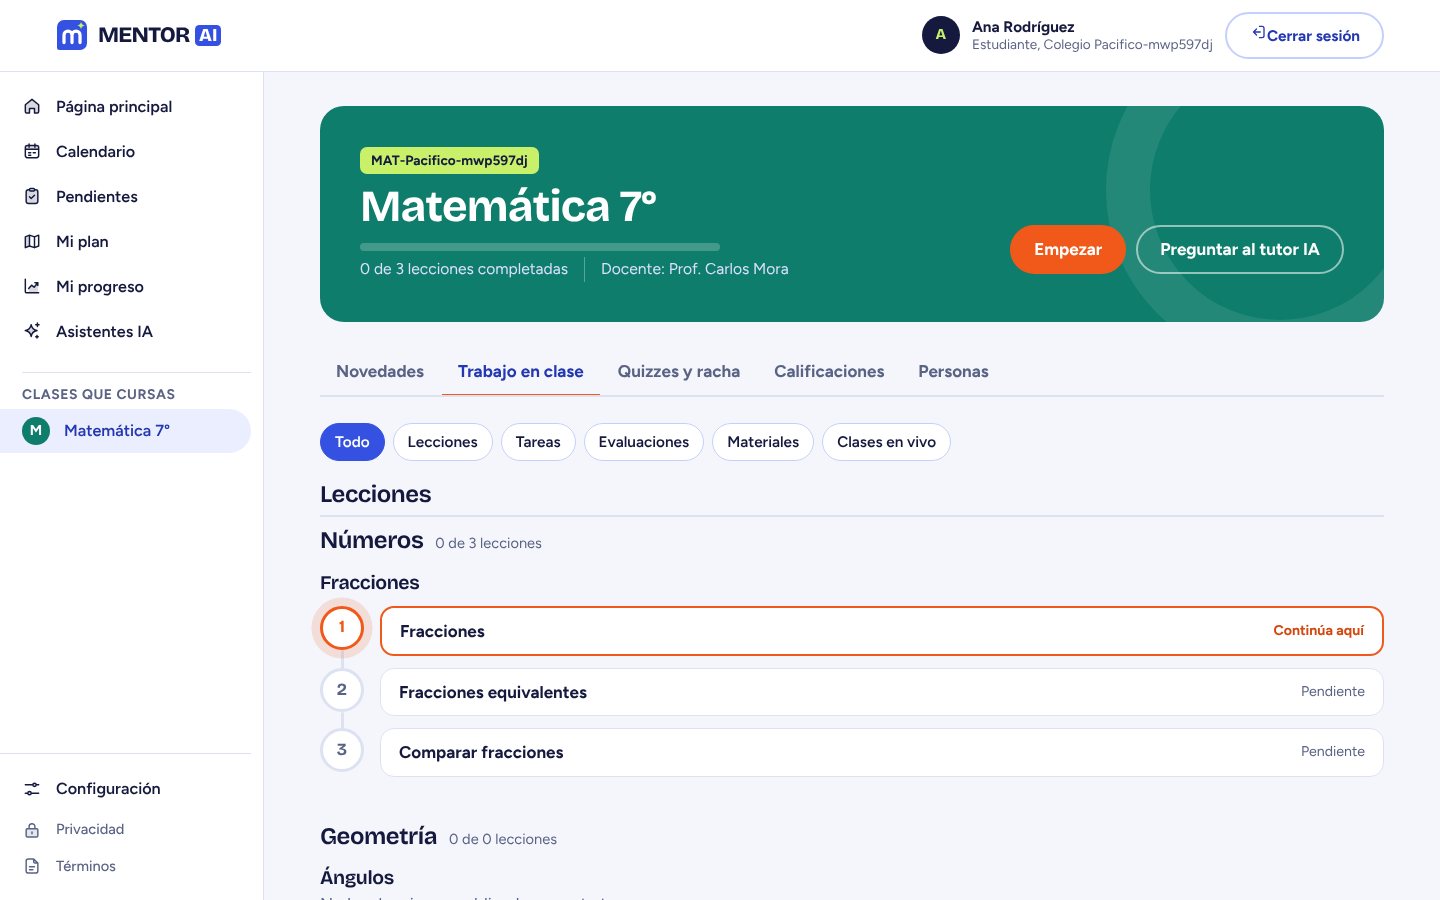 MENTOR AI
A
Ana Rodríguez
Estudiante, Colegio Pacifico-mwp597dj
Cerrar sesión
Página principal
Calendario
Pendientes
Mi plan
Mi progreso
Asistentes IA
CLASES QUE CURSAS
M Matemática 7°
Configuración
Privacidad
Términos
MAT-Pacifico-mwp597dj
Matemática 7°
0 de 3 lecciones completadas
Docente: Prof. Carlos Mora
Empezar
Preguntar al tutor IA
Novedades Trabajo en clase Quizzes y racha Calificaciones Personas
Todo Lecciones Tareas Evaluaciones Materiales Clases en vivo
Lecciones
Números 0 de 3 lecciones
Fracciones
1 Fracciones Continúa aquí
2 Fracciones equivalentes Pendiente
3 Comparar fracciones Pendiente
Geometría 0 de 0 lecciones
Ángulos